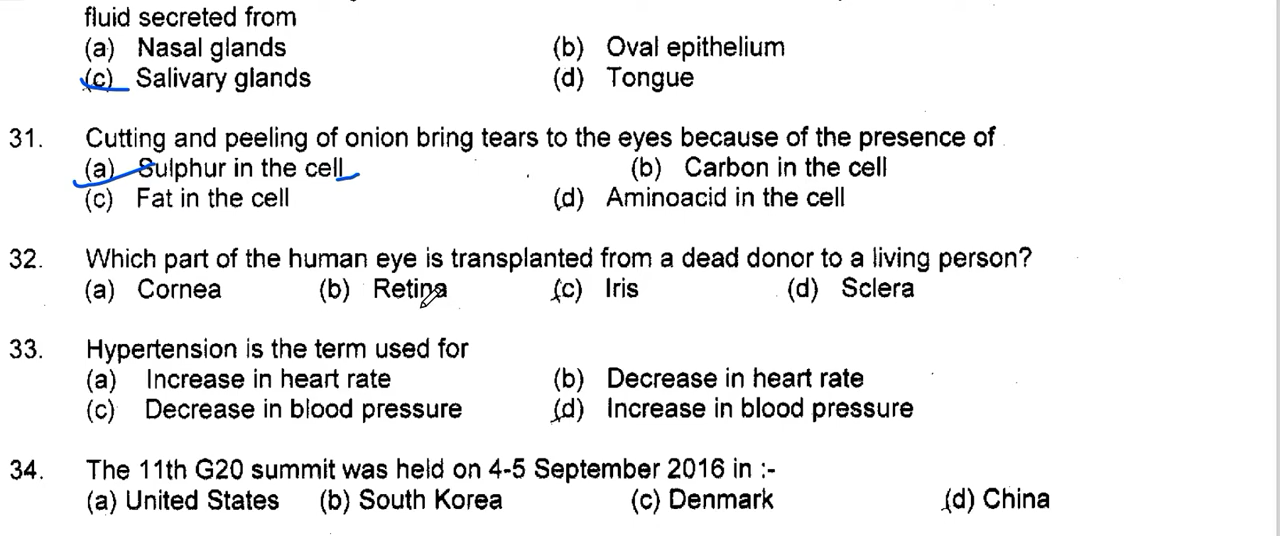 fluid secreted from
(a) Nasal glands (b) Oval epithelium
(c) Salivary glands (d) Tongue
31. Cutting and peeling of onion bring tears to the eyes because of the presence of
(a) Sulphur in the cell (b) Carbon in the cell
(c) Fat in the cell (d) Aminoacid in the cell
32. Which part of the human eye is transplanted from a dead donor to a living person?
(a) Cornea (b) Retina (c) Iris (d) Sclera
33. Hypertension is the term used for
(a) Increase in heart rate (b) Decrease in heart rate
(c) Decrease in blood pressure (d) Increase in blood pressure
34. The 11th G20 summit was held on 4-5 September 2016 in :-
(a) United States (b) South Korea (c) Denmark (d) China